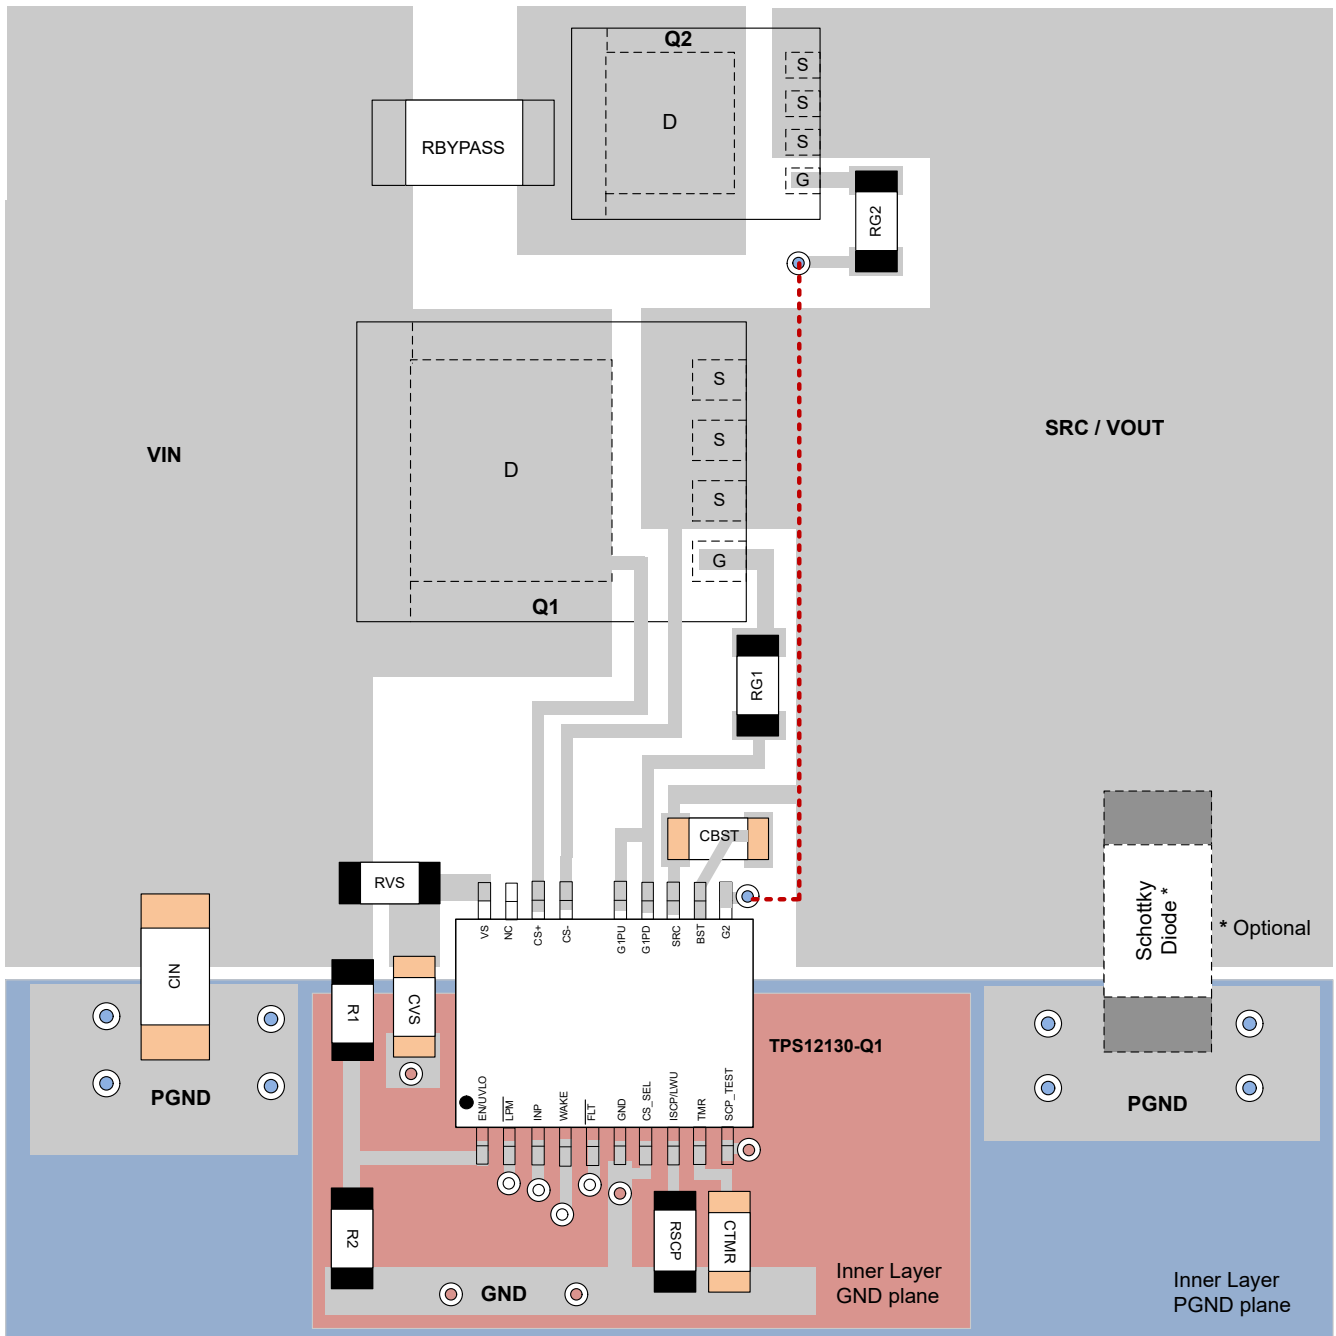 Q2
S
S
S
G
D
RBYPASS
RG2
VIN
SRC / VOUT
S
S
S
G
D
Q1
RG1
CBST
RVS
VS
NC
CS+
CS-
G1PU
G1PD
SRC
BST
G2
CIN
R1
CVS
TPS12130-Q1
Schottky
Diode *
* Optional
EN/UVLO
LPM
INP
WAKE
FLT
GND
CS_SEL
ISCP/LWU
TMR
SCP_TEST
PGND
PGND
R2
RSCP
CTMR
GND
Inner Layer
GND plane
Inner Layer
PGND plane